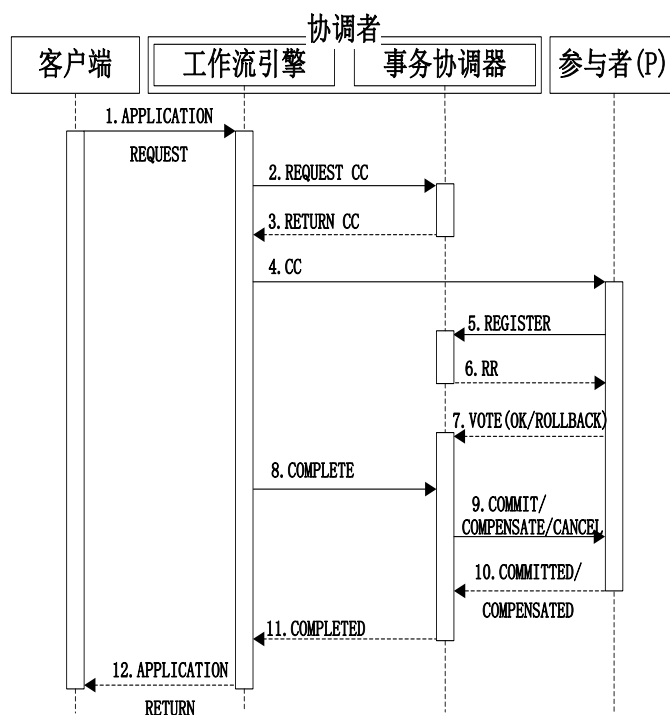 协调者
客户端
工作流引擎
事务协调器
参与者(P)
1.APPLICATION
REQUEST
2.REQUEST CC
3.RETURN CC
4.CC
5.REGISTER
6.RR
7.VOTE(OK/ROLLBACK)
8.COMPLETE
9.COMMIT/
COMPENSATE/CANCEL
10.COMMITTED/
COMPENSATED
11.COMPLETED
12.APPLICATION
RETURN